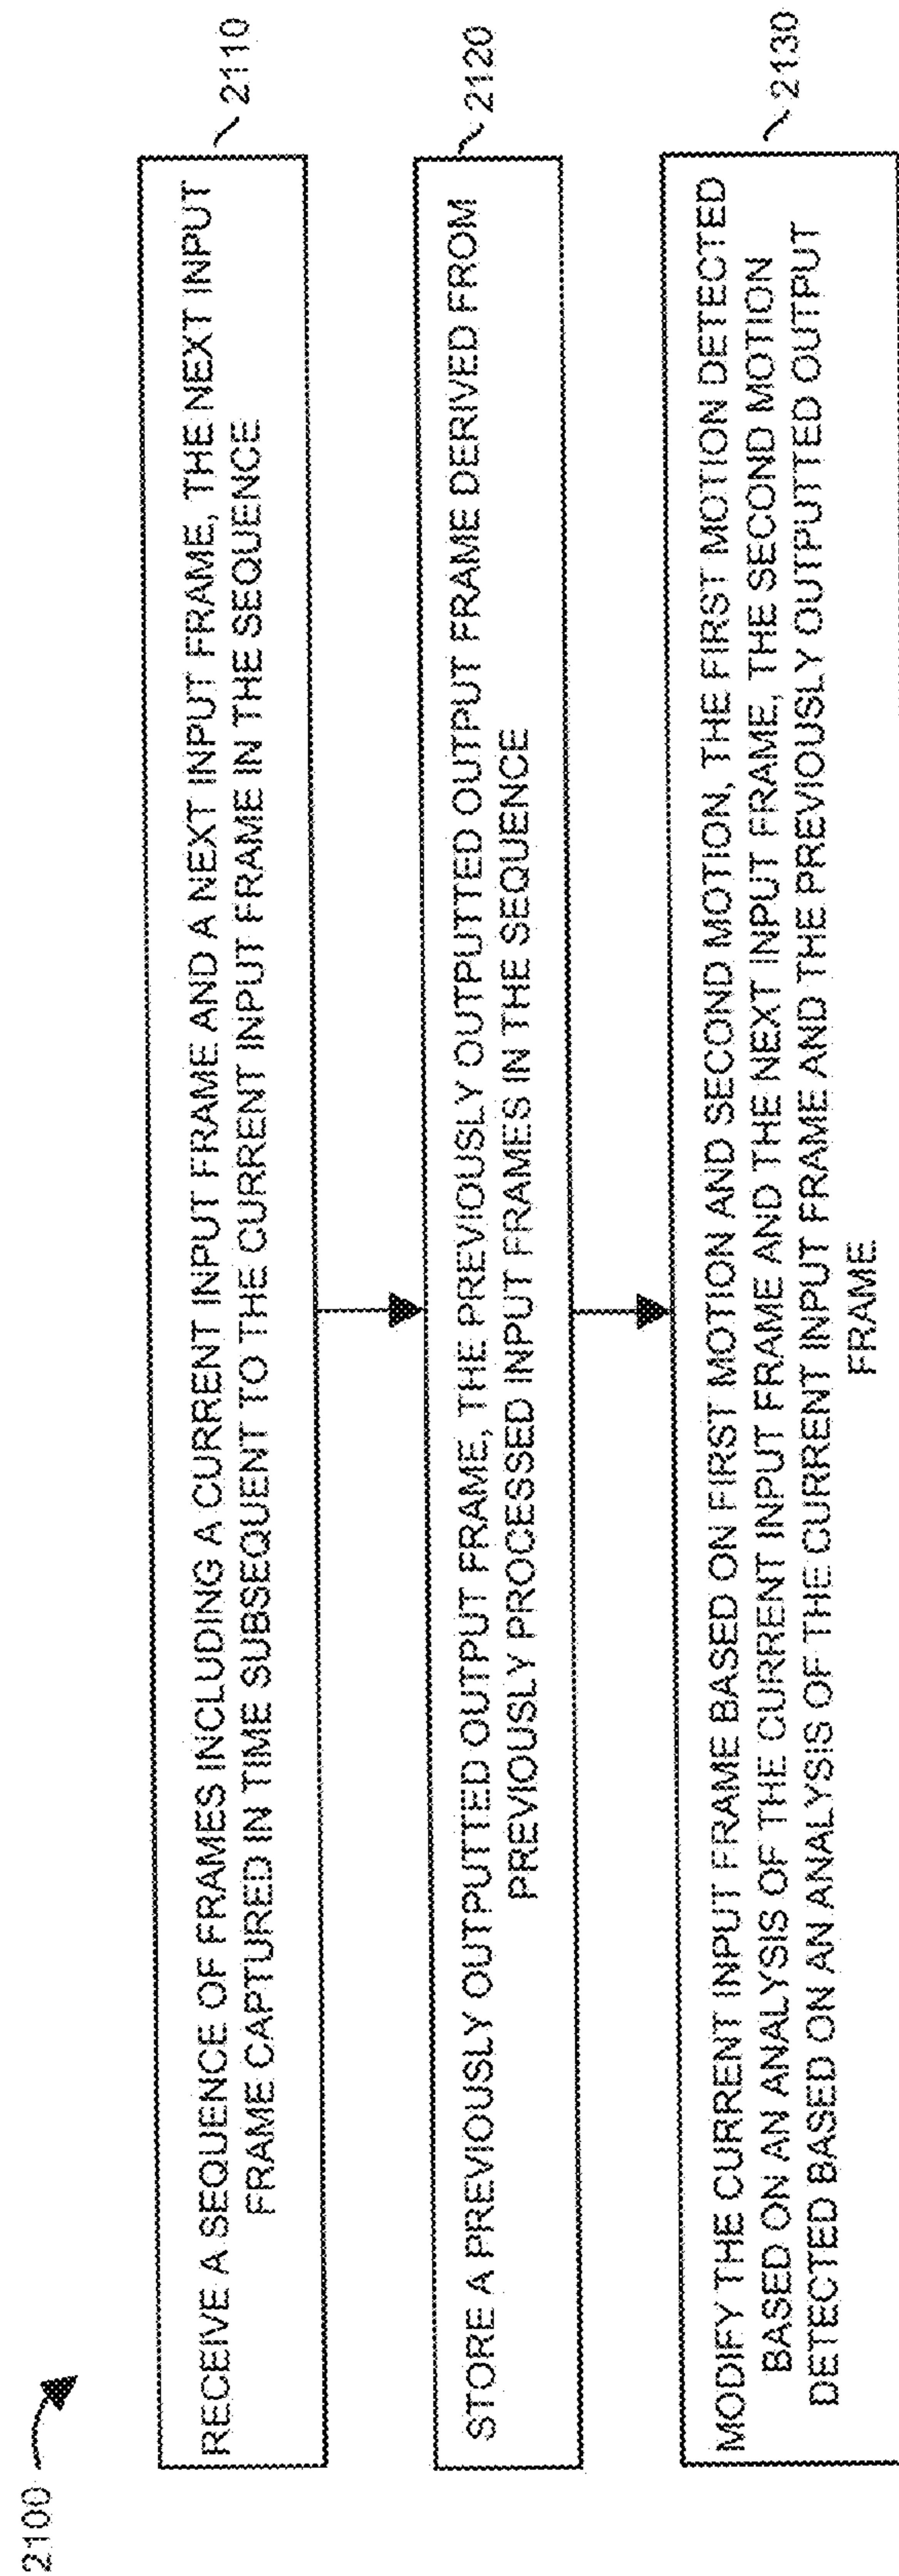 2100
RECEIVE A SEQUENCE OF FRAMES INCLUDING A CURRENT INPUT FRAME AND A NEXT INPUT FRAME, THE NEXT INPUT
FRAME CAPTURED IN TIME SUBSEQUENT TO THE CURRENT INPUT FRAME IN THE SEQUENCE
2110
STORE A PREVIOUSLY OUTPUTTED OUTPUT FRAME, THE PREVIOUSLY OUTPUTTED OUTPUT FRAME DERIVED FROM
PREVIOUSLY PROCESSED INPUT FRAMES IN THE SEQUENCE
2120
MODIFY THE CURRENT INPUT FRAME BASED ON FIRST MOTION AND SECOND MOTION, THE FIRST MOTION DETECTED
BASED ON AN ANALYSIS OF THE CURRENT INPUT FRAME AND THE NEXT INPUT FRAME, THE SECOND MOTION
DETECTED BASED ON AN ANALYSIS OF THE CURRENT INPUT FRAME AND THE PREVIOUSLY OUTPUTTED OUTPUT
FRAME
2130